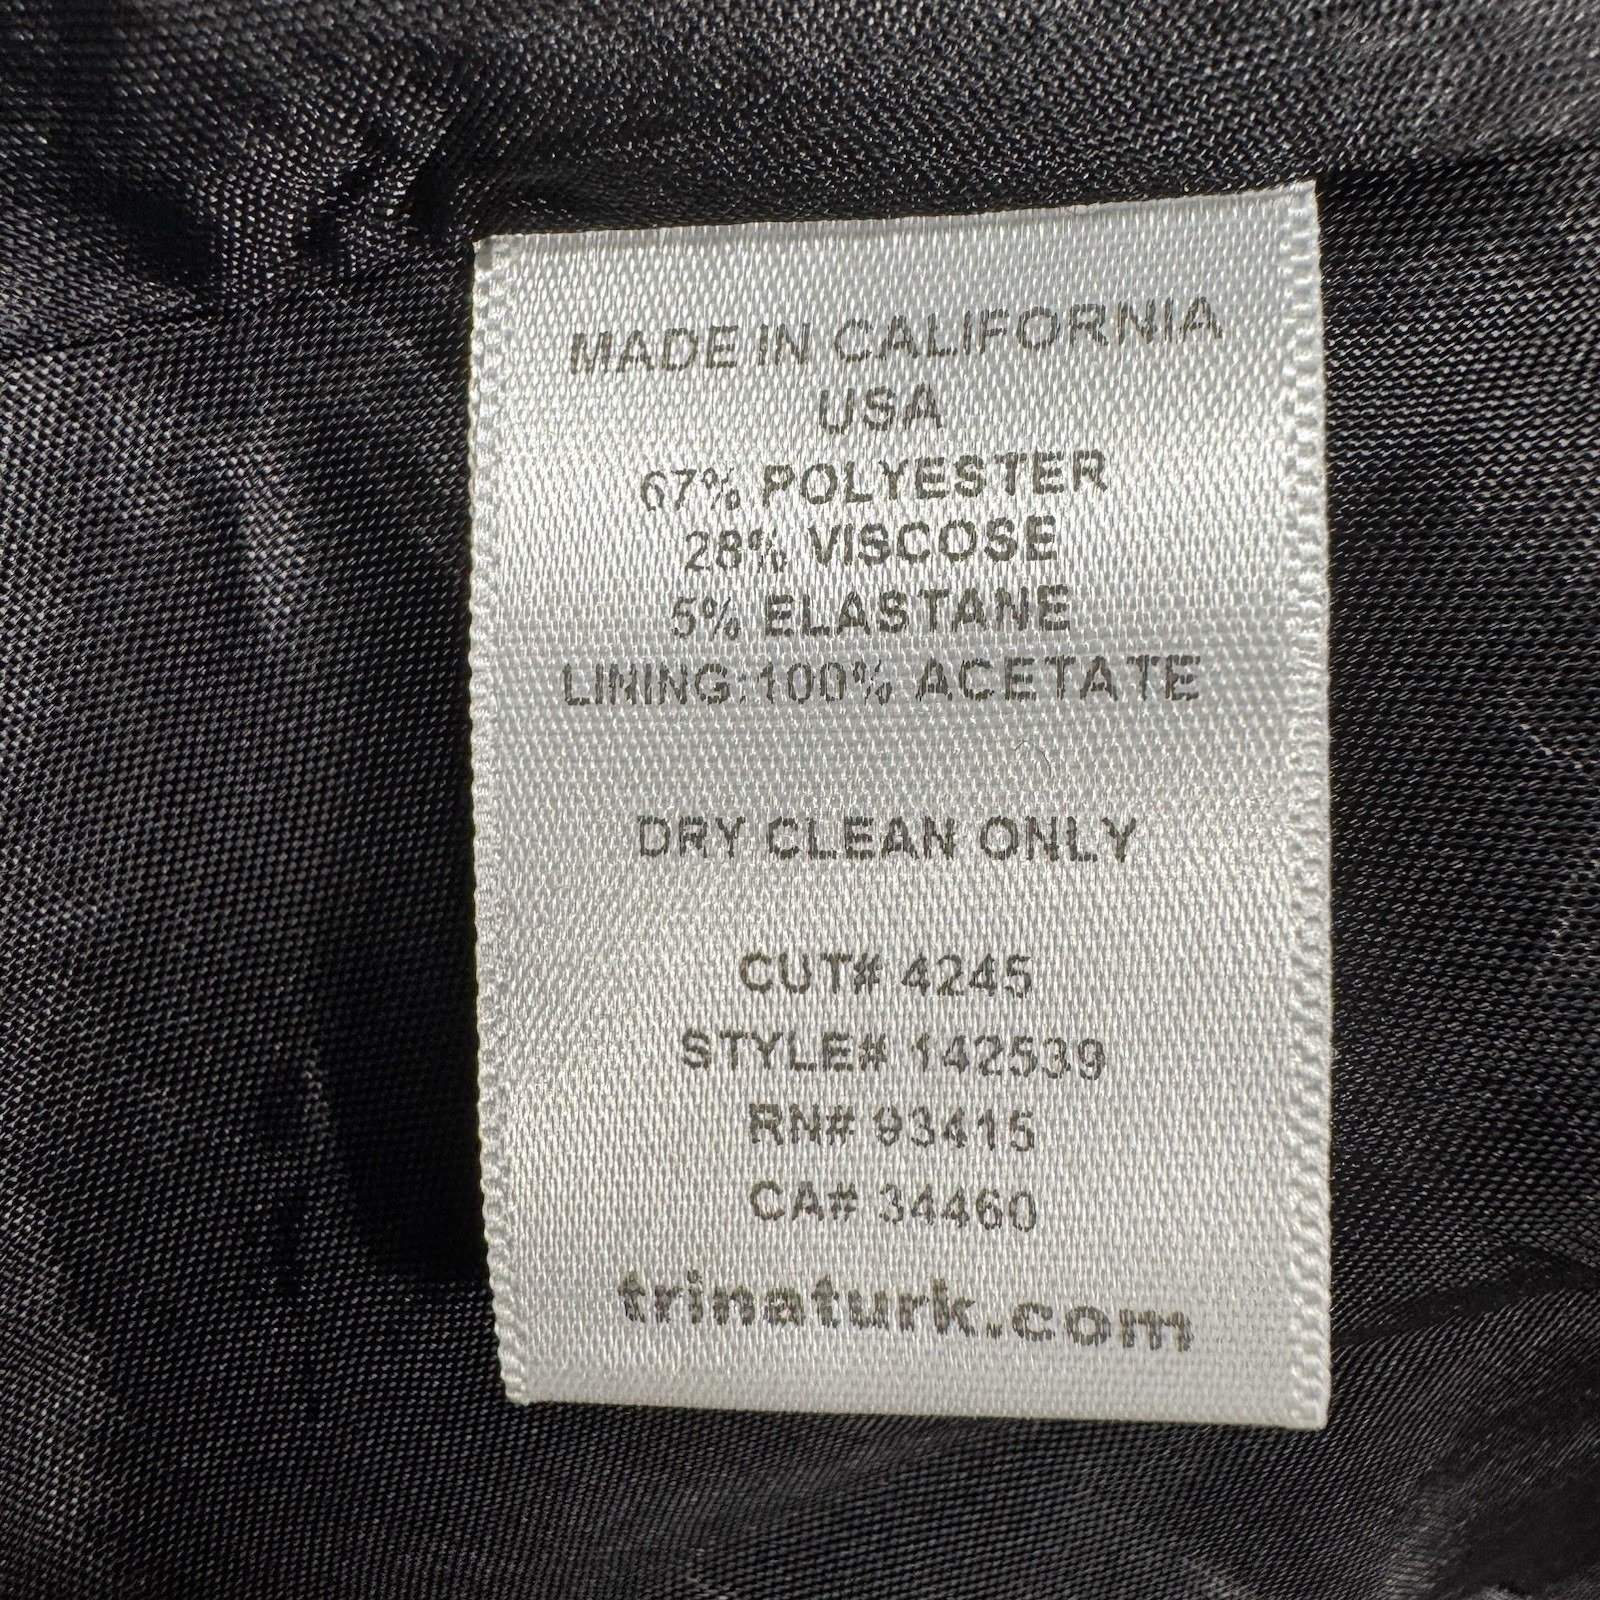 MADE IN CALIFORNIA
USA
67% POLYESTER
28% VISCOSE
5% ELASTANE
LINING:100% ACETATE
DRY CLEAN ONLY
CUT# 4245
STYLE# 142539
RN# 93415
CA# 34460
trinaturk.com